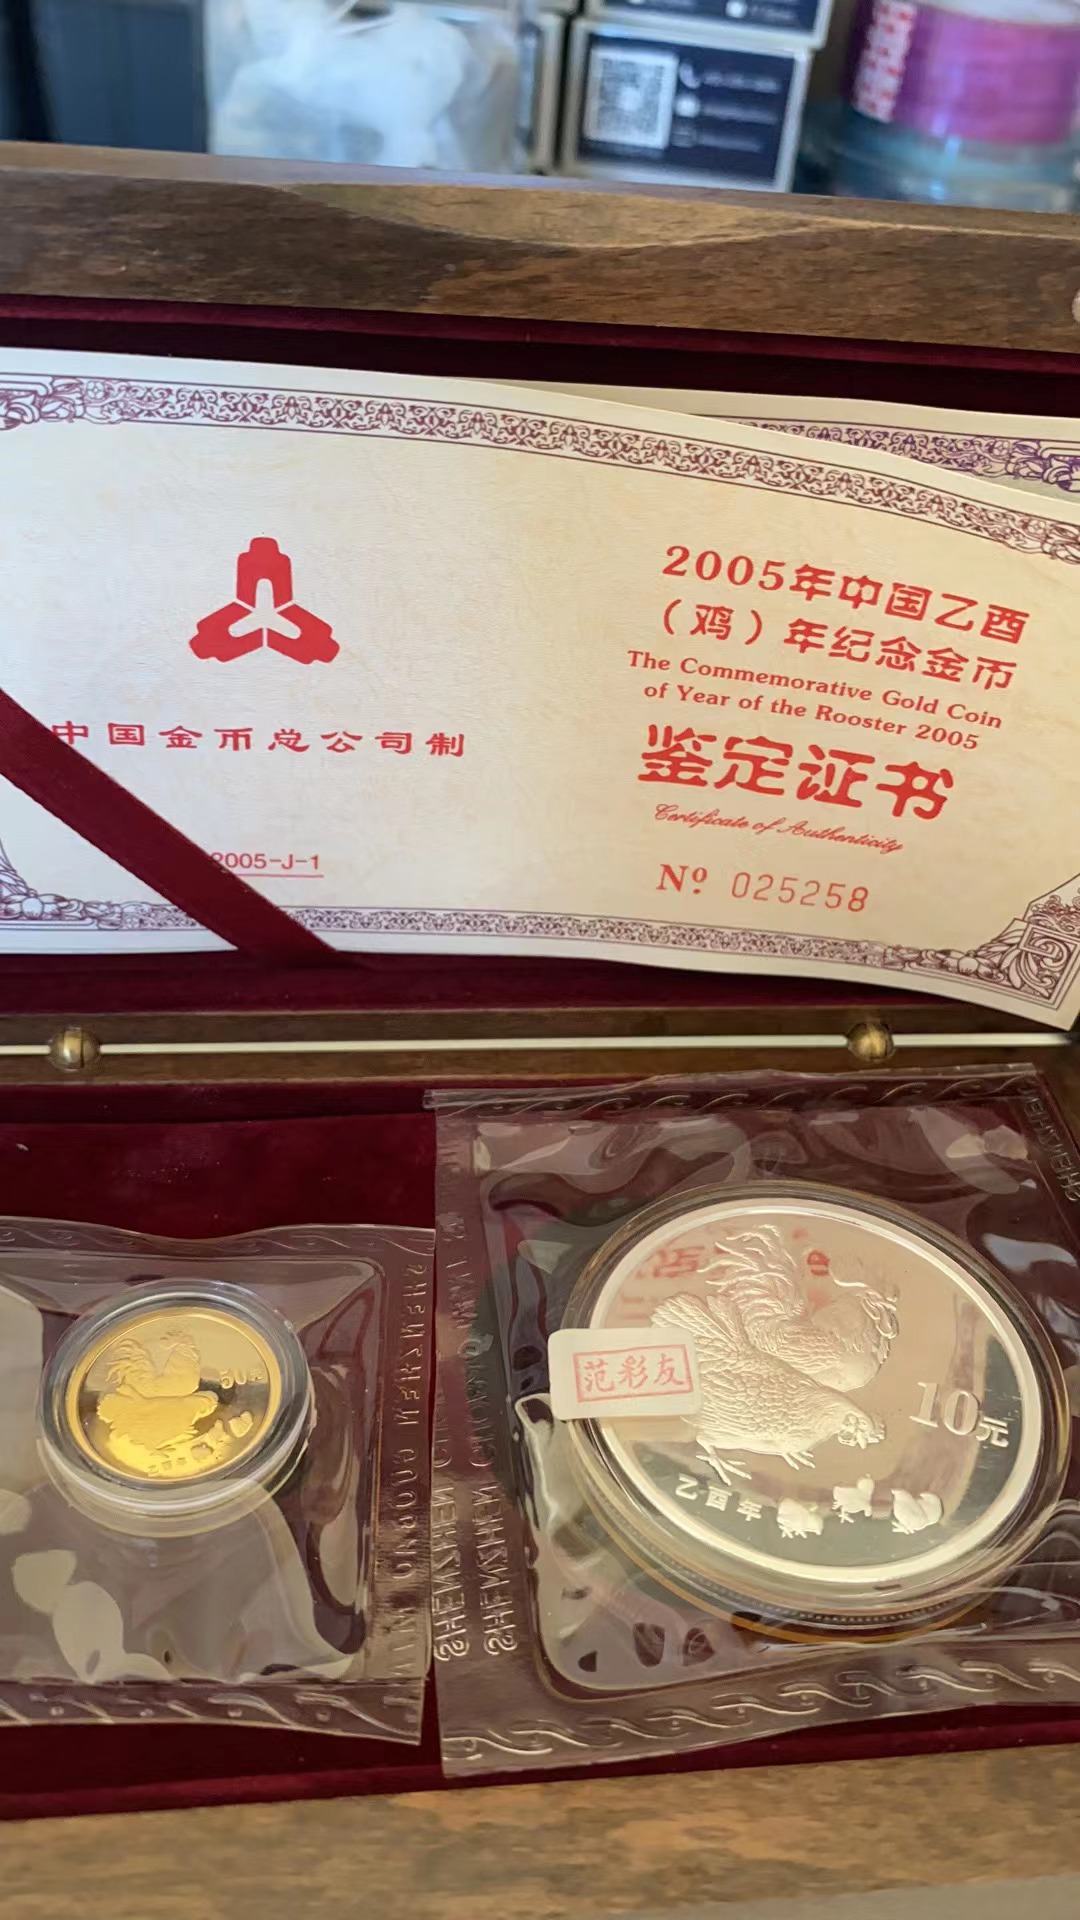 中国金币总公司制
2005-J-1
2005年中国乙酉
（鸡）年纪念金币
The Commemorative Gold Coin
of Year of the Rooster 2005
鉴定证书
Certificate of Authenticity
Nº 025258
50元
范彩友
10元
乙酉年
SHENZHEN GUOBAO